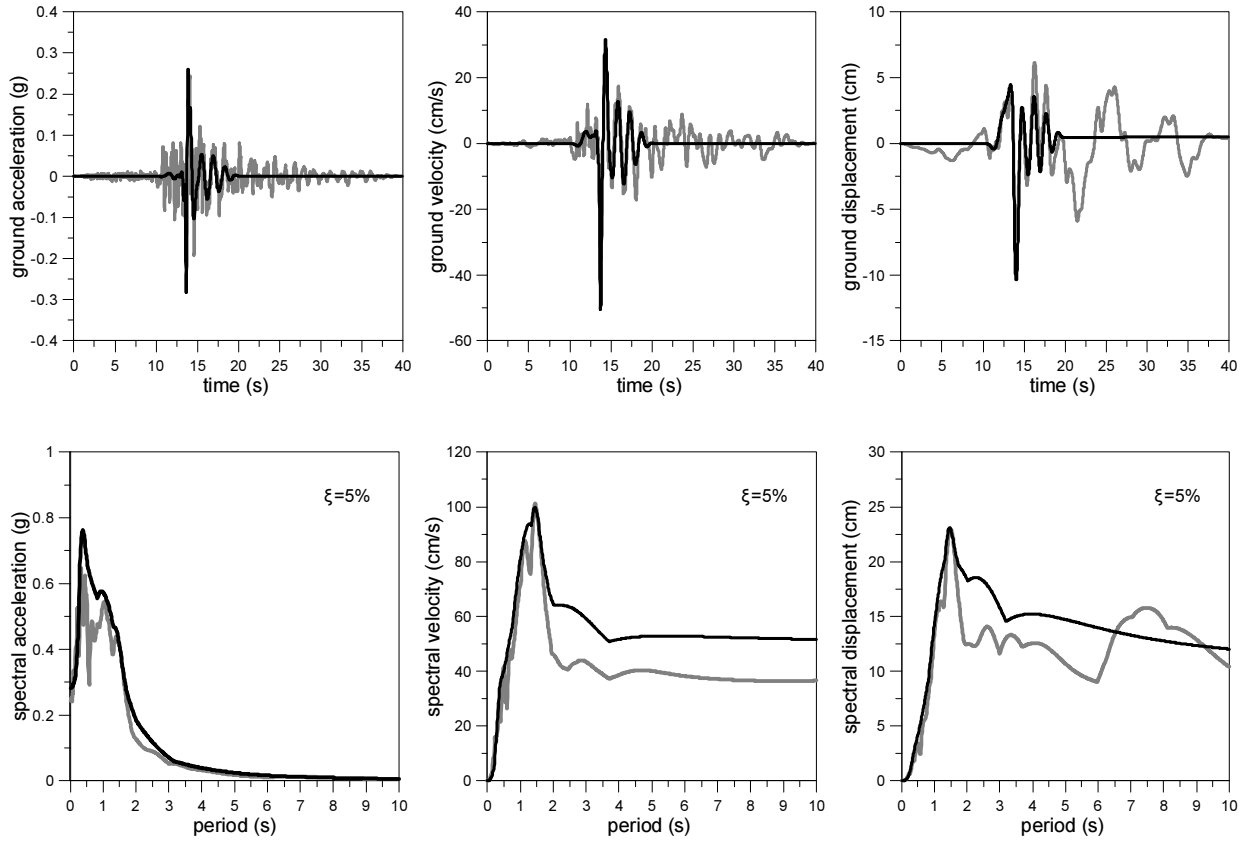 0.4
0.3
0.2
0.1
0
-0.1
-0.2
-0.3
-0.4
ground acceleration (g)
0 5 10 15 20 25 30 35 40
time (s)
40
20
0
-20
-40
-60
ground velocity (cm/s)
0 5 10 15 20 25 30 35 40
time (s)
10
5
0
-5
-10
-15
ground displacement (cm)
0 5 10 15 20 25 30 35 40
time (s)
1
0.8
0.6
0.4
0.2
0
spectral acceleration (g)
ξ=5%
0 1 2 3 4 5 6 7 8 9 10
period (s)
120
100
80
60
40
20
0
spectral velocity (cm/s)
ξ=5%
0 1 2 3 4 5 6 7 8 9 10
period (s)
30
25
20
15
10
5
0
spectral displacement (cm)
ξ=5%
0 1 2 3 4 5 6 7 8 9 10
period (s)